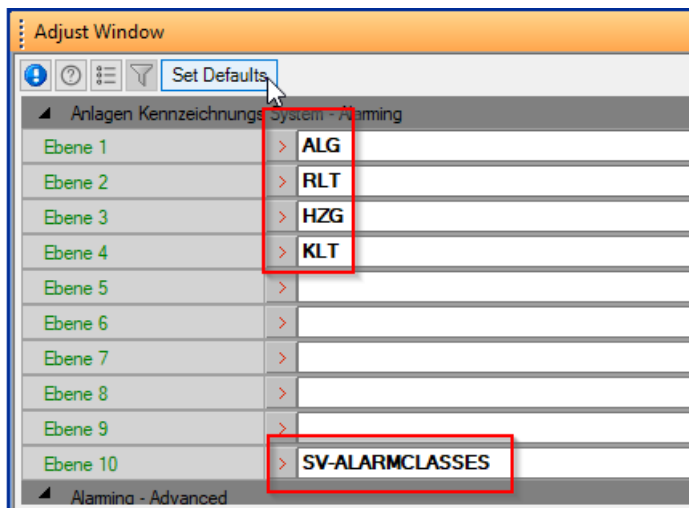 Adjust Window
Set Defaults
Anlagen Kennzeichnungs System - Alarming
Ebene 1 > ALG
Ebene 2 > RLT
Ebene 3 > HZG
Ebene 4 > KLT
Ebene 5 >
Ebene 6 >
Ebene 7 >
Ebene 8 >
Ebene 9 >
Ebene 10 > SV-ALARMCLASSES
Alarming - Advanced